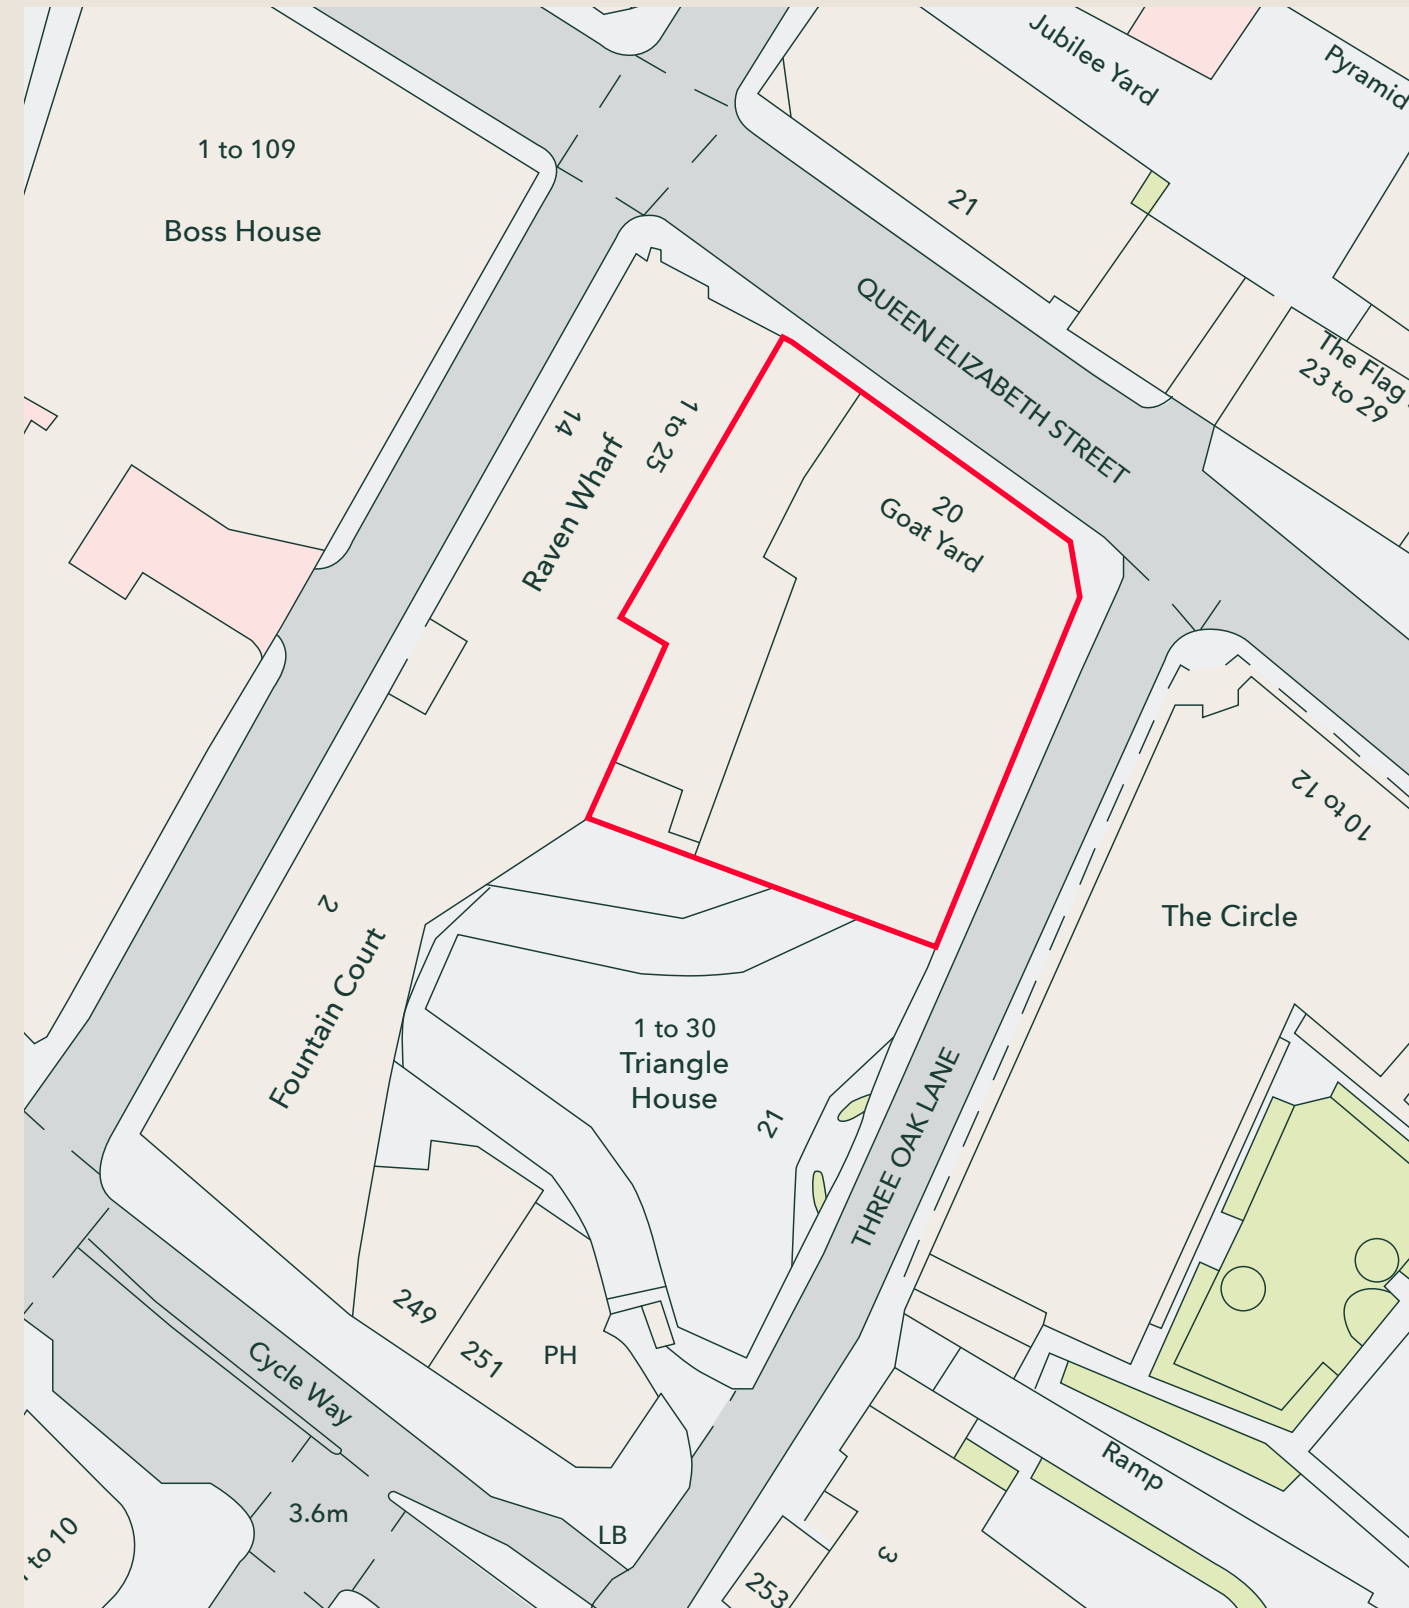 Jubilee Yard
Pyramid
1 to 109
Boss House
21
QUEEN ELIZABETH STREET
The Flag
23 to 29
14
1 to 25
Raven Wharf
20
Goat Yard
10 to 12
The Circle
2
Fountain Court
1 to 30
Triangle
House
21
THREE OAK LANE
249
251
PH
Cycle Way
3.6m
LB
Ramp
to 10
3
253